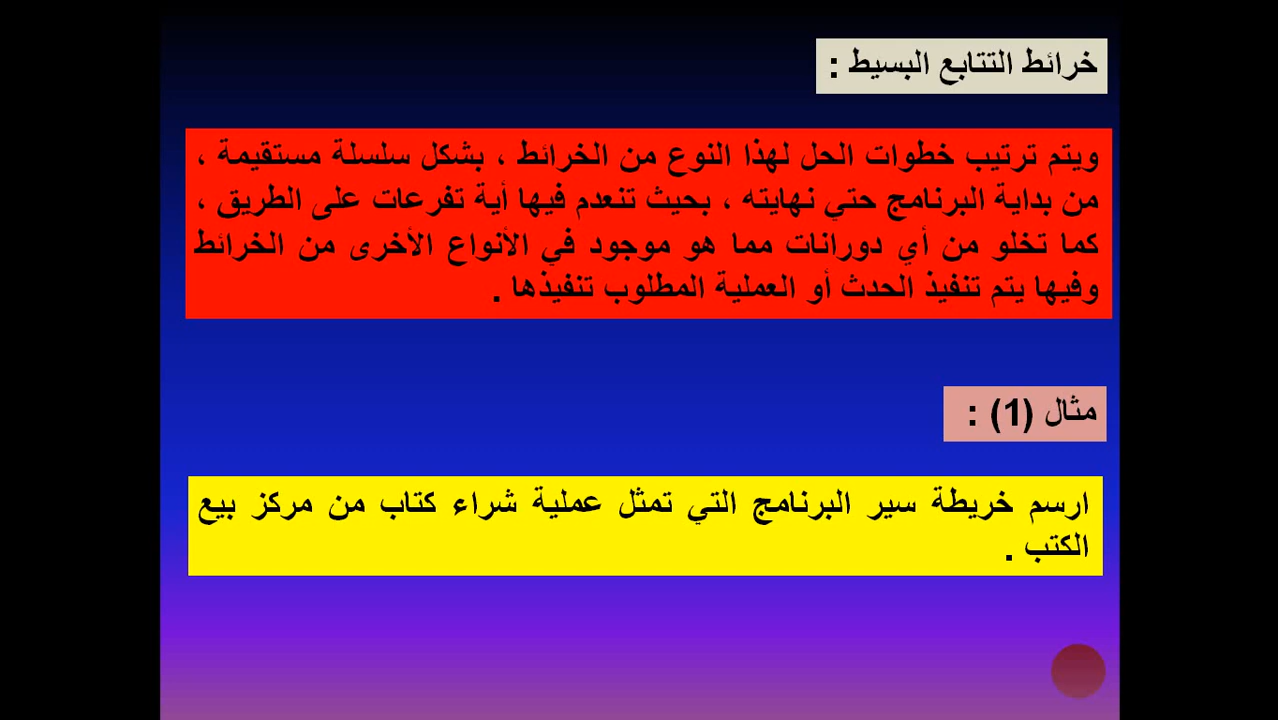 خرائط التتابع البسيط :
ويتم ترتيب خطوات الحل لهذا النوع من الخرائط ، بشكل سلسلة مستقيمة ،
من بداية البرنامج حتي نهايته ، بحيث تنعدم فيها أية تفرعات على الطريق ،
كما تخلو من أي دورانات مما هو موجود في الأنواع الأخرى من الخرائط
وفيها يتم تنفيذ الحدث أو العملية المطلوب تنفيذها .
مثال (1) :
ارسم خريطة سير البرنامج التي تمثل عملية شراء كتاب من مركز بيع
الكتب .